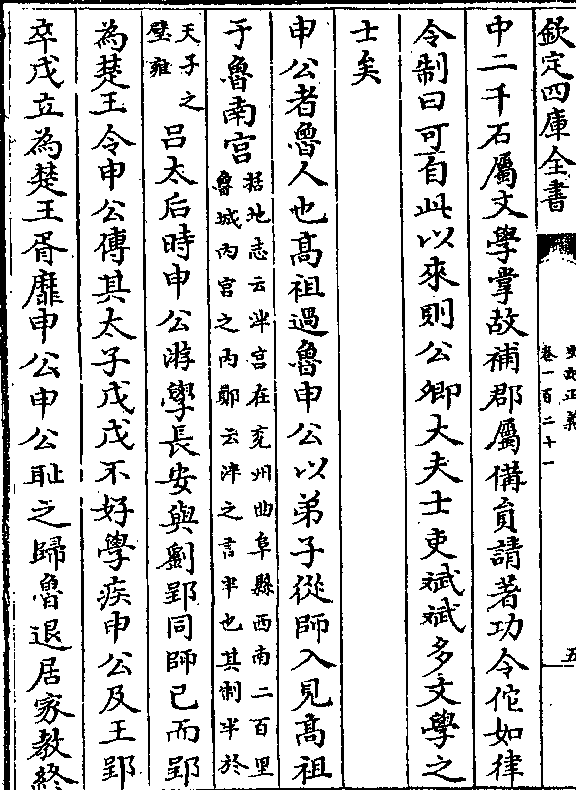 欽定四庫全書
史記正義
卷一百二十一
五
中二千石屬文學掌故補郡屬備員請著功令佗如律
令制曰可自此以來則公卿大夫士吏斌斌多文學之
士矣
申公者魯人也高祖過魯申公以弟子從師入見高祖
于魯南宮括地志云泮宮在兖州曲阜縣西南二百里
魯城内宮之内鄭云泮之言半也其制半於
天子之
璧雍
呂太后時申公游學長安與劉郢同師已而郢
為楚王令申公傅其太子戊戊不好學疾申公及王郢
卒戊立為楚王胥靡申公申公耻之歸魯退居家教終